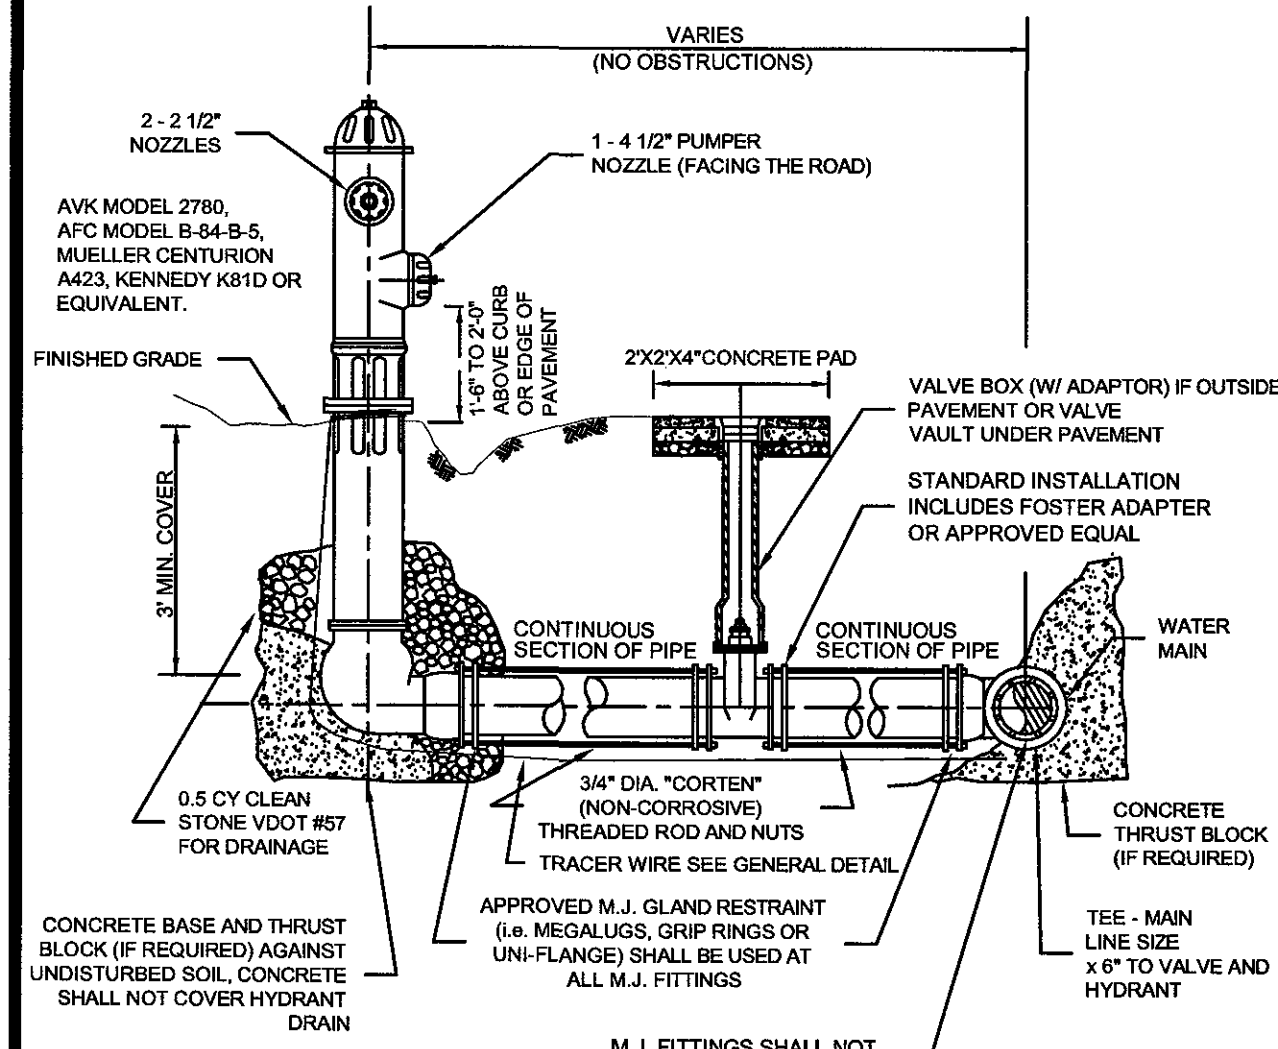 VARIES
(NO OBSTRUCTIONS)
2 - 2 1/2"
NOZZLES
1 - 4 1/2" PUMPER
NOZZLE (FACING THE ROAD)
AVK MODEL 2780,
AFC MODEL B-84-B-5,
MUELLER CENTURION
A423, KENNEDY K81D OR
EQUIVALENT.
FINISHED GRADE
1'-6" TO 2'-0"
ABOVE CURB
OR EDGE OF
PAVEMENT
2'X2'X4"CONCRETE PAD
VALVE BOX (W/ ADAPTOR) IF OUTSIDE
PAVEMENT OR VALVE
VAULT UNDER PAVEMENT
STANDARD INSTALLATION
INCLUDES FOSTER ADAPTER
OR APPROVED EQUAL
3' MIN. COVER
CONTINUOUS
SECTION OF PIPE
CONTINUOUS
SECTION OF PIPE
WATER
MAIN
0.5 CY CLEAN
STONE VDOT #57
FOR DRAINAGE
3/4" DIA. "CORTEN"
(NON-CORROSIVE)
THREADED ROD AND NUTS
TRACER WIRE SEE GENERAL DETAIL
CONCRETE
THRUST BLOCK
(IF REQUIRED)
CONCRETE BASE AND THRUST
BLOCK (IF REQUIRED) AGAINST
UNDISTURBED SOIL, CONCRETE
SHALL NOT COVER HYDRANT
DRAIN
APPROVED M.J. GLAND RESTRAINT
(i.e. MEGALUGS, GRIP RINGS OR
UNI-FLANGE) SHALL BE USED AT
ALL M.J. FITTINGS
TEE - MAIN
LINE SIZE
x 6" TO VALVE AND
HYDRANT
M.J. FITTINGS SHALL NOT